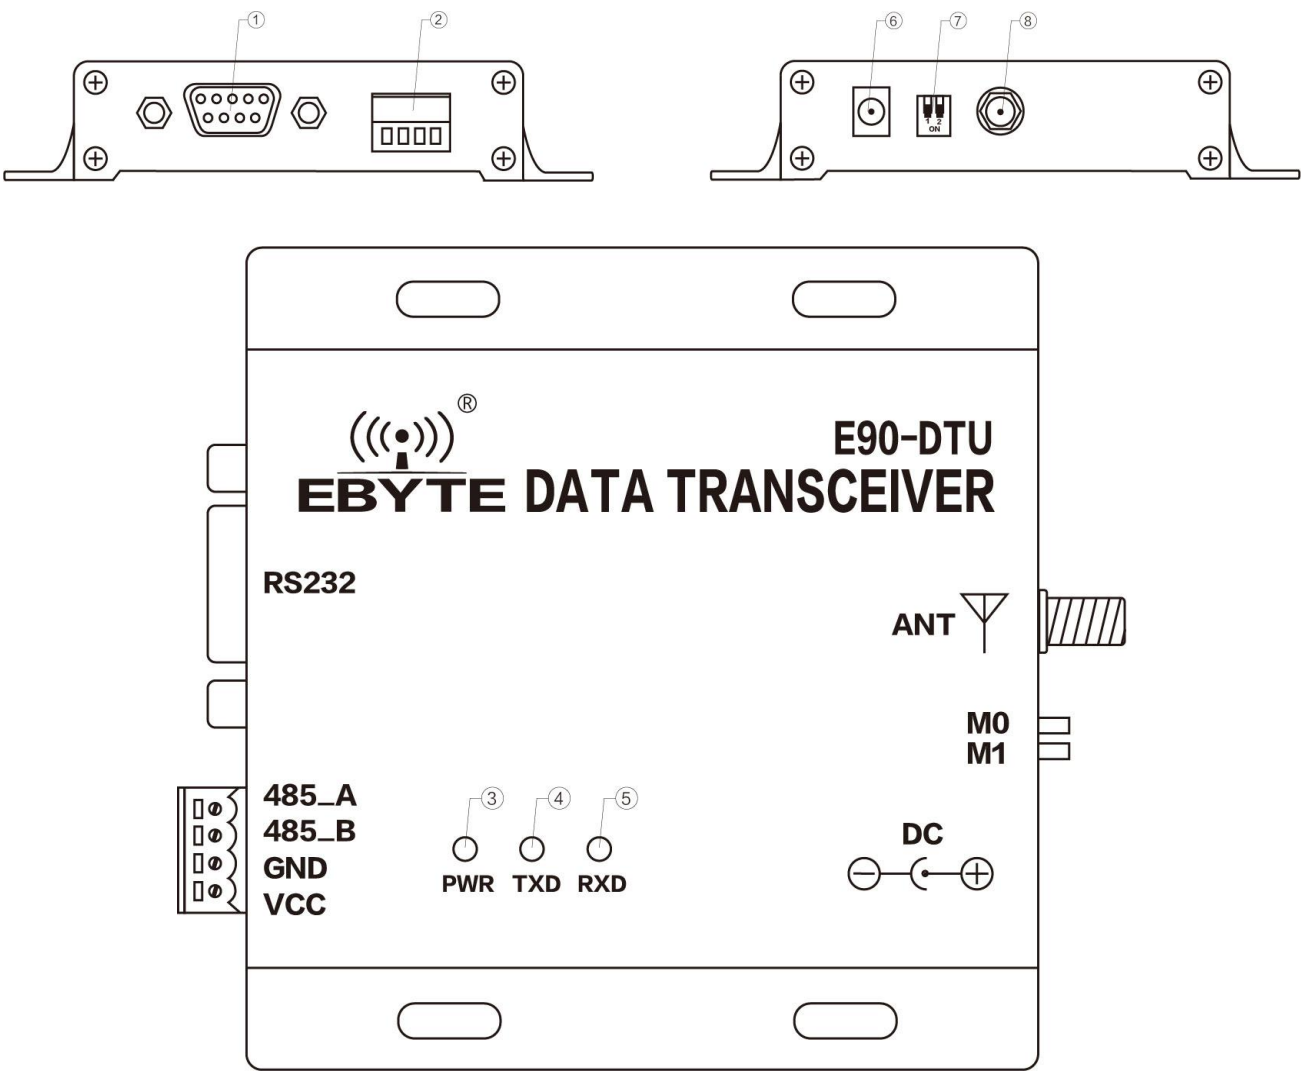 ① ②
⑥ ⑦ ⑧
1 2
ON
®
EBYTE
E90-DTU
DATA TRANSCEIVER
RS232
ANT
M0
M1
485_A
485_B
GND
VCC
③ ④ ⑤
PWR TXD RXD
DC